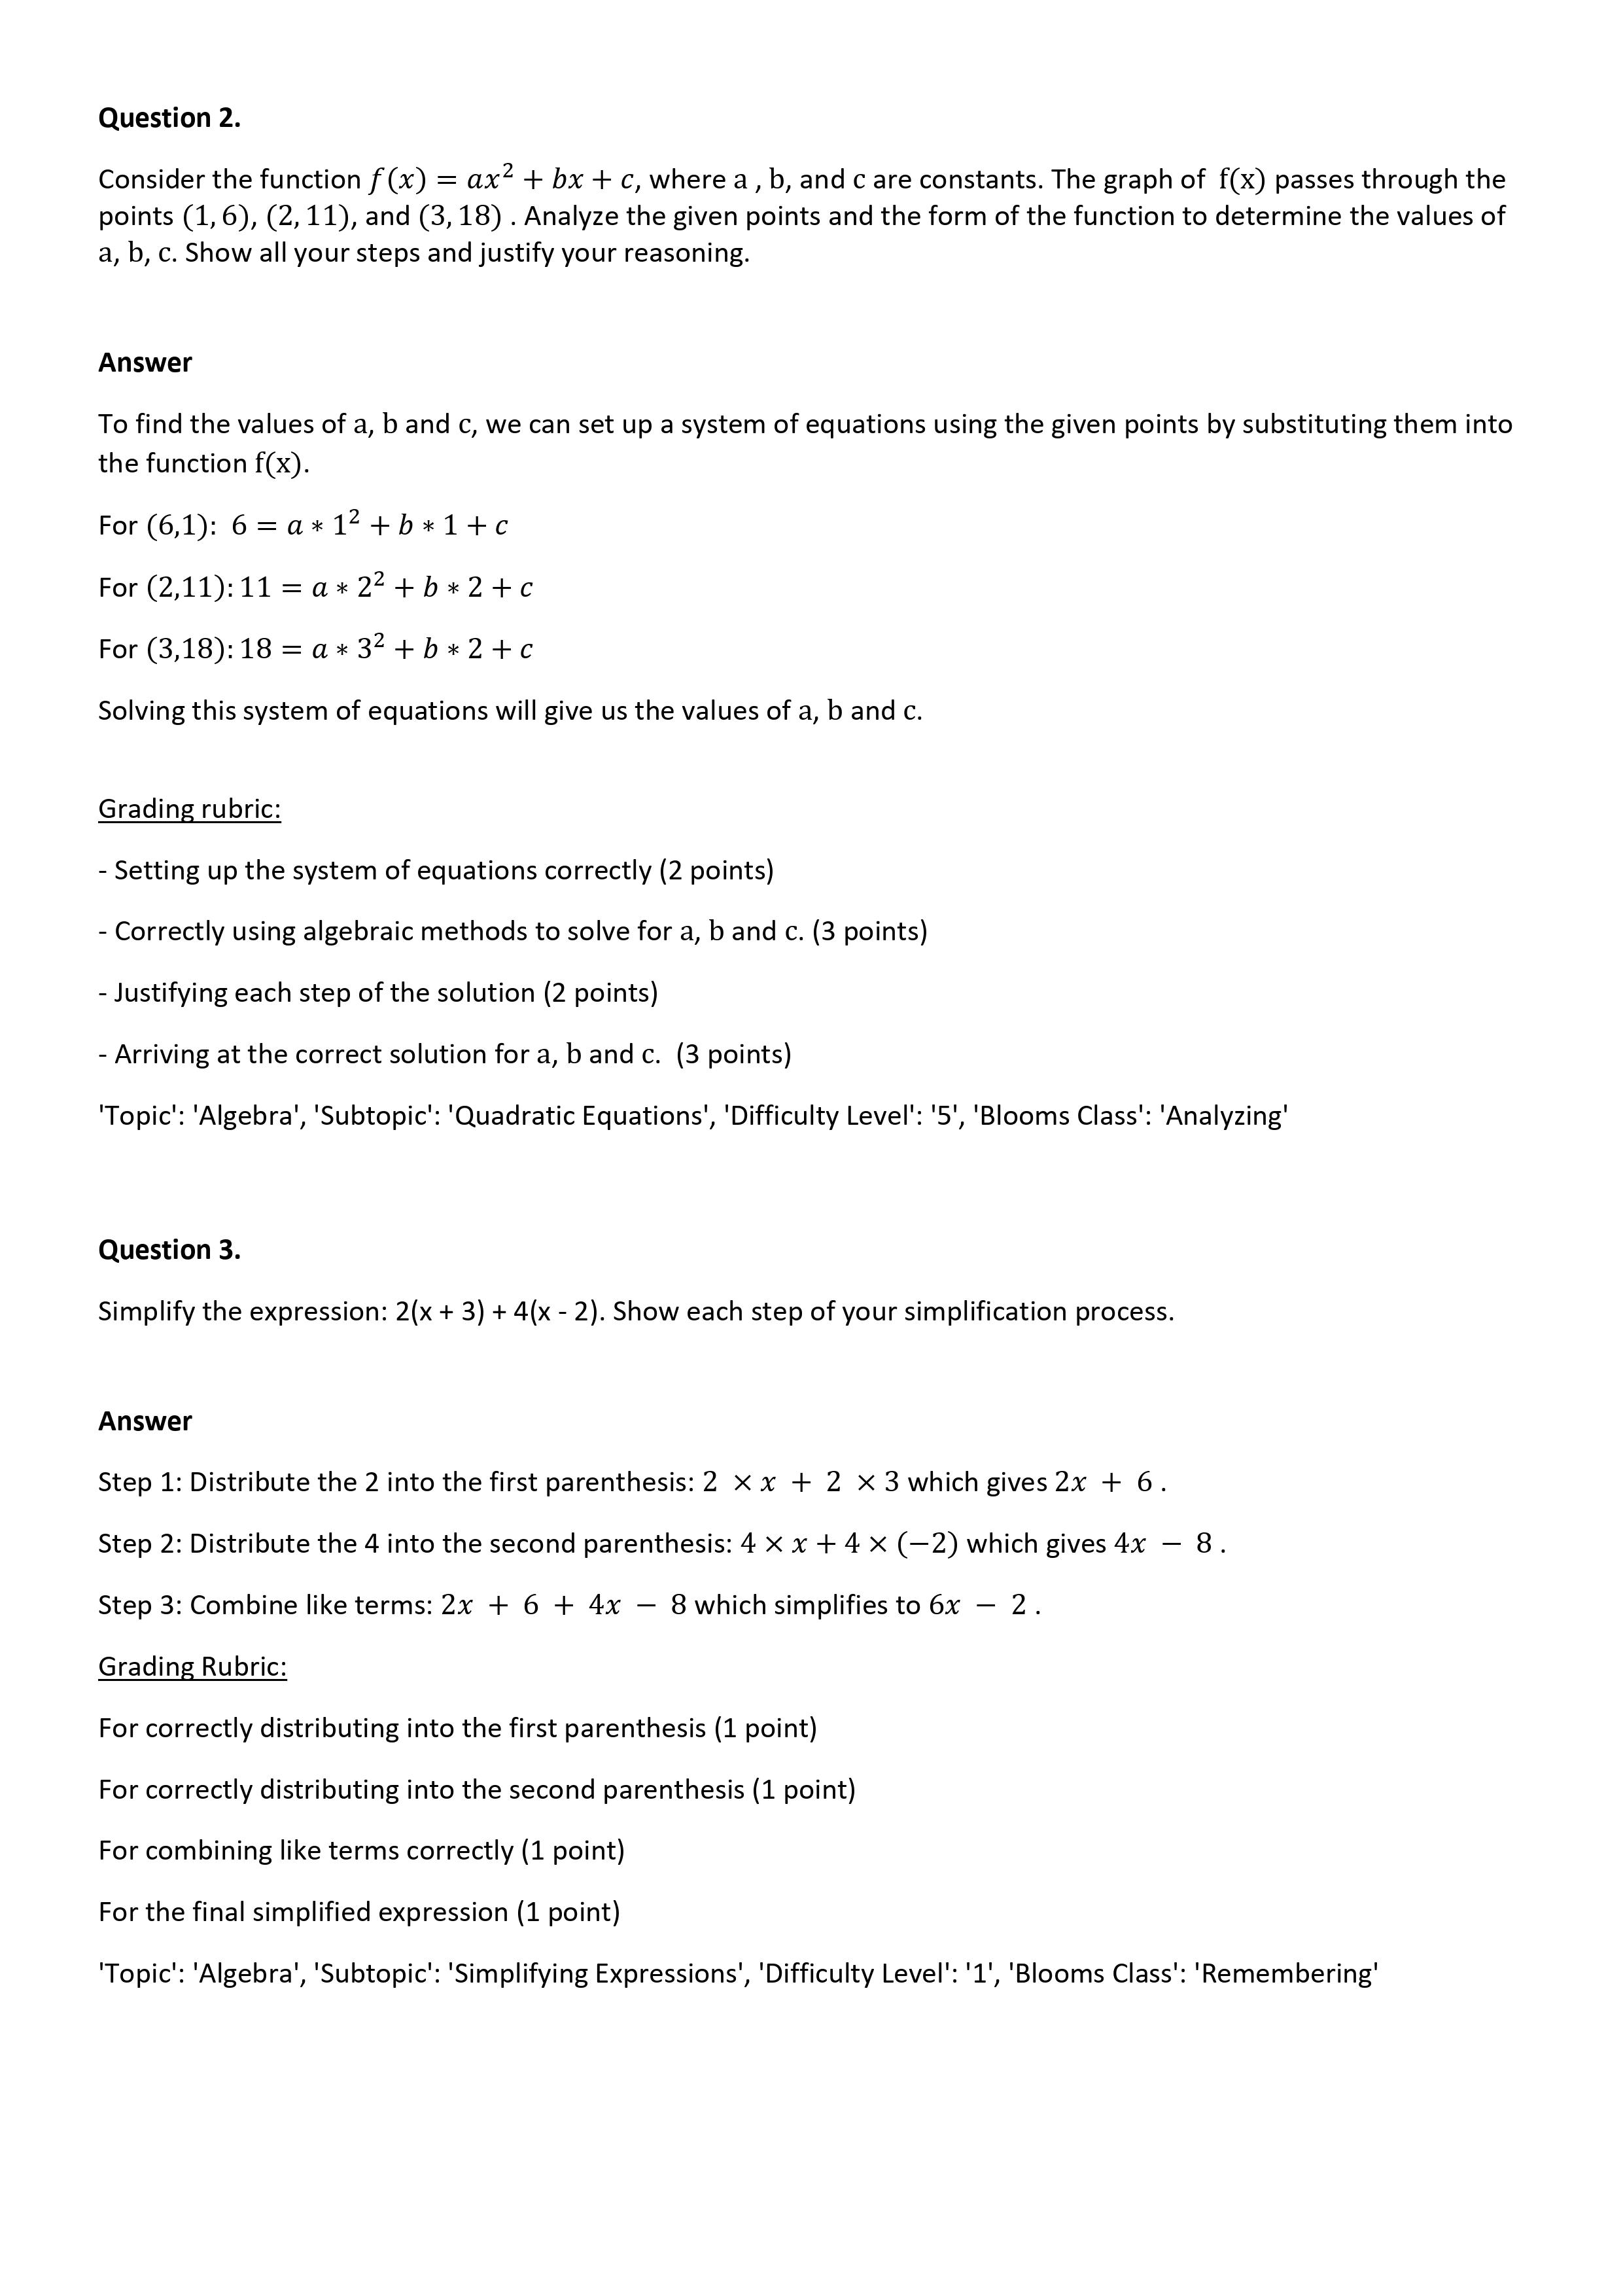 Question 2.
Consider the function f(x) = ax² + bx + c, where a , b, and c are constants. The graph of f(x) passes through the
points (1, 6), (2, 11), and (3, 18) . Analyze the given points and the form of the function to determine the values of
a, b, c. Show all your steps and justify your reasoning.
Answer
To find the values of a, b and c, we can set up a system of equations using the given points by substituting them into
the function f(x).
For (6,1): 6 = a ∗ 1² + b ∗ 1 + c
For (2,11): 11 = a ∗ 2² + b ∗ 2 + c
For (3,18): 18 = a ∗ 3² + b ∗ 2 + c
Solving this system of equations will give us the values of a, b and c.
Grading rubric:
- Setting up the system of equations correctly (2 points)
- Correctly using algebraic methods to solve for a, b and c. (3 points)
- Justifying each step of the solution (2 points)
- Arriving at the correct solution for a, b and c. (3 points)
'Topic': 'Algebra', 'Subtopic': 'Quadratic Equations', 'Difficulty Level': '5', 'Blooms Class': 'Analyzing'
Question 3.
Simplify the expression: 2(x + 3) + 4(x - 2). Show each step of your simplification process.
Answer
Step 1: Distribute the 2 into the first parenthesis: 2 × x + 2 × 3 which gives 2x + 6 .
Step 2: Distribute the 4 into the second parenthesis: 4 × x + 4 × (−2) which gives 4x − 8 .
Step 3: Combine like terms: 2x + 6 + 4x − 8 which simplifies to 6x − 2 .
Grading Rubric:
For correctly distributing into the first parenthesis (1 point)
For correctly distributing into the second parenthesis (1 point)
For combining like terms correctly (1 point)
For the final simplified expression (1 point)
'Topic': 'Algebra', 'Subtopic': 'Simplifying Expressions', 'Difficulty Level': '1', 'Blooms Class': 'Remembering'